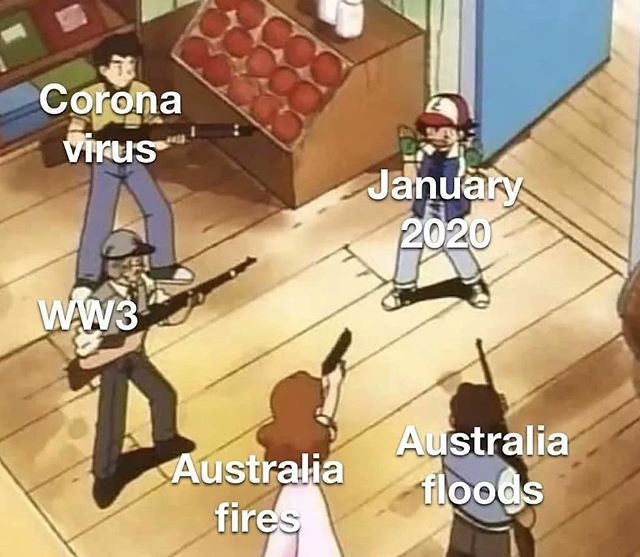 Corona
virus
January
2020
WW3
Australia
fires
Australia
floods